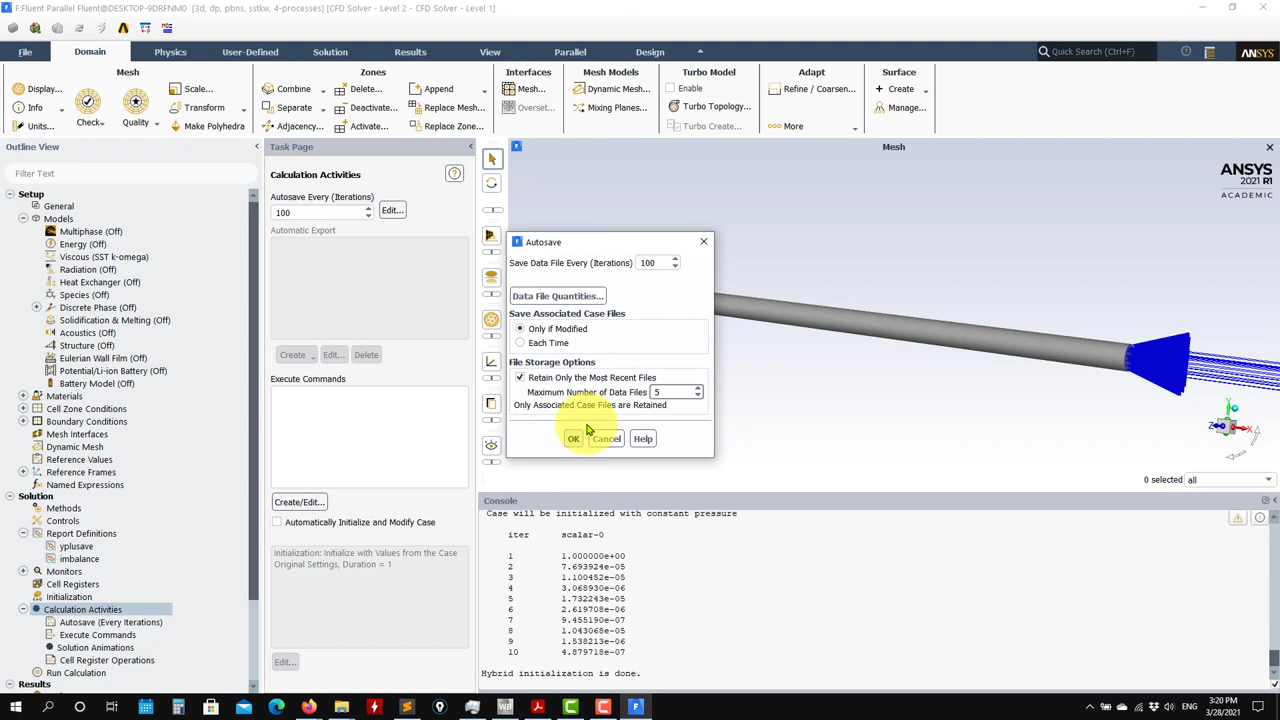 F:Fluent Parallel Fluent@DESKTOP-9DRFNM0 [3d, dp, pbns, sstkw, 4-processes] [CFD Solver - Level 2 - CFD Solver - Level 1]
File Domain Physics User-Defined Solution Results View Parallel Design
Quick Search (Ctrl+F)
ANSYS
Mesh Zones Interfaces Mesh Models Turbo Model Adapt Surface
Display... Scale... Combine Delete... Append Mesh... Dynamic Mesh... Enable Refine / Coarsen... Create
Info Transform Separate Deactivate... Replace Mesh... Overset... Mixing Planes... Turbo Topology... Manage...
Units... Check Quality Make Polyhedra Adjacency... Activate... Replace Zone... Turbo Create... More
Outline View
Filter Text
Setup
General
Models
Multiphase (Off)
Energy (Off)
Viscous (SST k-omega)
Radiation (Off)
Heat Exchanger (Off)
Species (Off)
Discrete Phase (Off)
Solidification & Melting (Off)
Acoustics (Off)
Structure (Off)
Eulerian Wall Film (Off)
Potential/Li-ion Battery (Off)
Battery Model (Off)
Materials
Cell Zone Conditions
Boundary Conditions
Mesh Interfaces
Dynamic Mesh
Reference Values
Reference Frames
Named Expressions
Solution
Methods
Controls
Report Definitions
yplusave
imbalance
Monitors
Cell Registers
Initialization
Calculation Activities
Autosave (Every Iterations)
Execute Commands
Solution Animations
Cell Register Operations
Run Calculation
Results
Task Page
Calculation Activities
Autosave Every (Iterations)
100 Edit...
Automatic Export
Create Edit... Delete
Execute Commands
Create/Edit...
Automatically Initialize and Modify Case
Initialization: Initialize with Values from the Case
Original Settings, Duration = 1
Edit...
Mesh
ANSYS
2021 R1
ACADEMIC
Autosave
Save Data File Every (Iterations) 100
Data File Quantities...
Save Associated Case Files
Only if Modified
Each Time
File Storage Options
Retain Only the Most Recent Files
Maximum Number of Data Files 5
Only Associated Case Files are Retained
OK Cancel Help
Y
Z X
0 selected all
Console
Case will be initialized with constant pressure
iter scalar-0
1 1.000000e+00
2 7.693924e-05
3 1.100452e-05
4 3.068930e-06
5 1.732243e-05
6 2.619708e-06
7 9.455190e-07
8 1.043068e-05
9 1.538213e-06
10 4.879718e-07
Hybrid initialization is done.
3:20 PM
3/28/2021